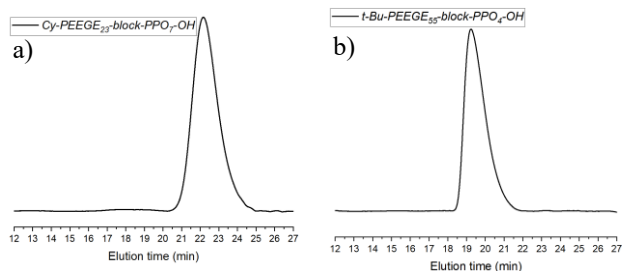 Cy-PEEGE23-block-PPO7-OH
a)
12 13 14 15 16 17 18 19 20 21 22 23 24 25 26 27
Elution time (min)
t-Bu-PEEGE55-block-PPO4-OH
b)
12 13 14 15 16 17 18 19 20 21 22 23 24 25 26 27
Elution time (min)